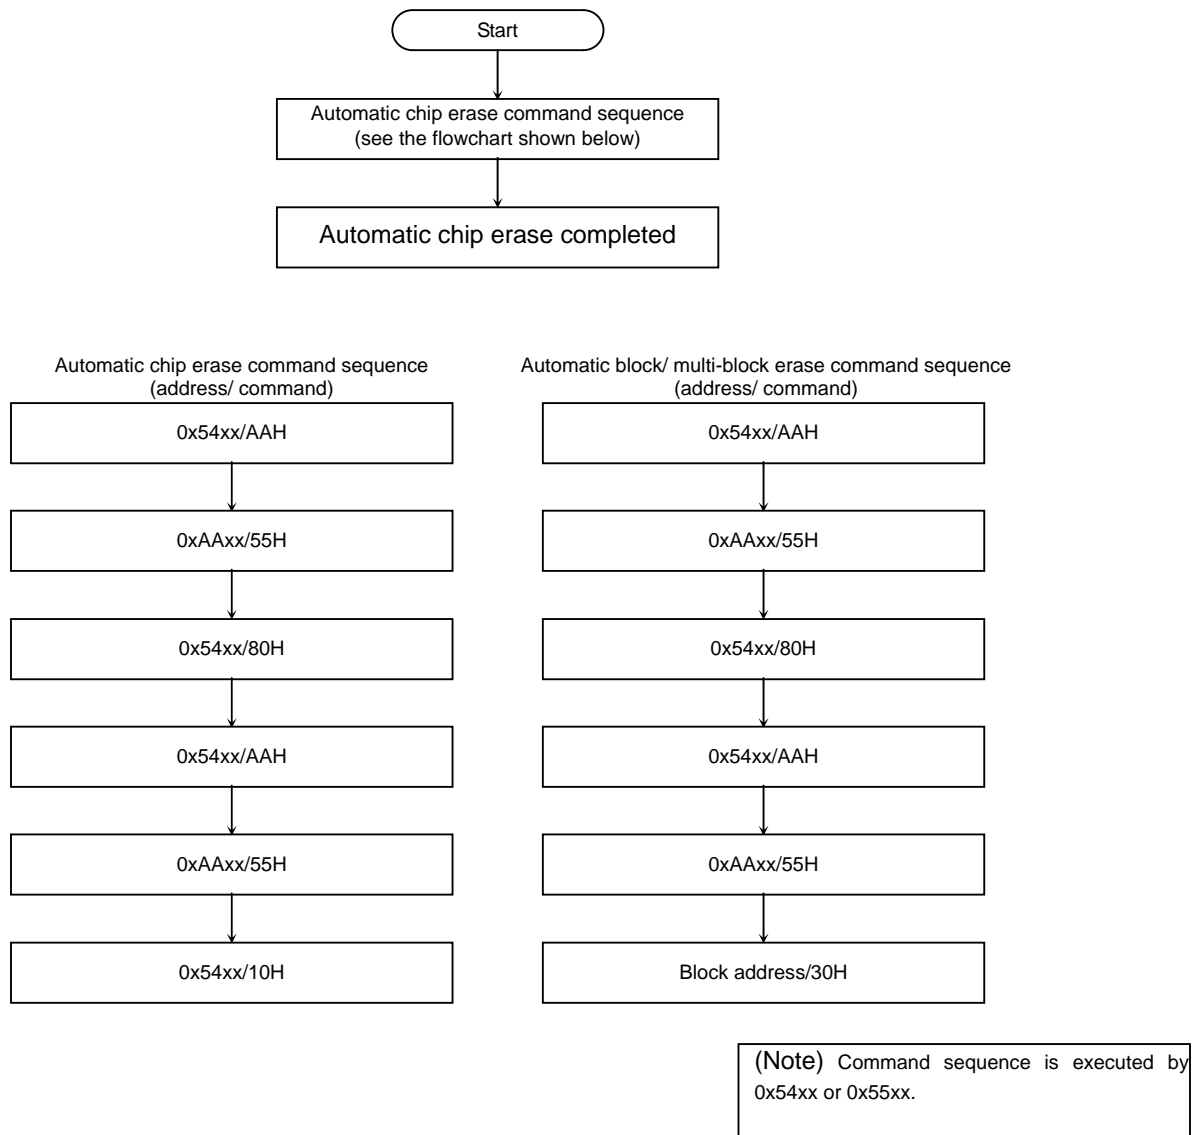 Start
Automatic chip erase command sequence
(see the flowchart shown below)
Automatic chip erase completed
Automatic chip erase command sequence
(address/ command)
0x54xx/AAH
0xAAxx/55H
0x54xx/80H
0x54xx/AAH
0xAAxx/55H
0x54xx/10H
Automatic block/ multi-block erase command sequence
(address/ command)
0x54xx/AAH
0xAAxx/55H
0x54xx/80H
0x54xx/AAH
0xAAxx/55H
Block address/30H
(Note) Command sequence is executed by
0x54xx or 0x55xx.